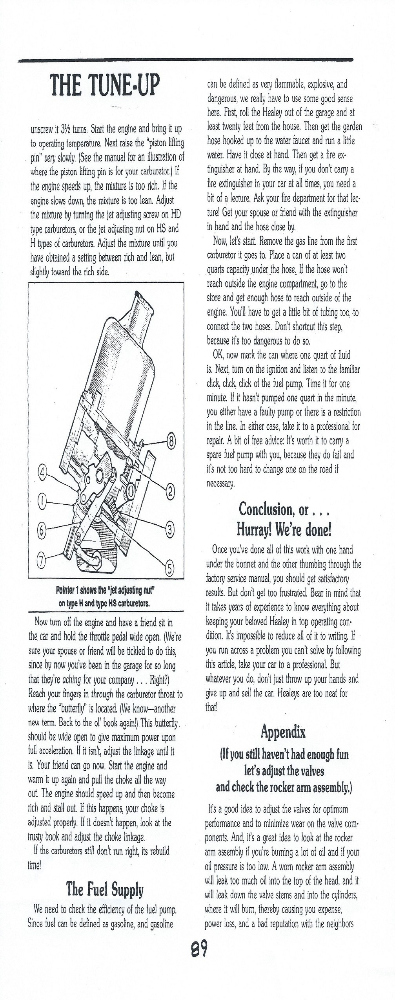 THE TUNE-UP
unscrew it 3½ turns. Start the engine and bring it up
to operating temperature. Next raise the “piston lifting
pin” very slowly. (See the manual for an illustration of
where the piston lifting pin is for your carburetor.) If
the engine speeds up, the mixture is too rich. If the
engine slows down, the mixture is too lean. Adjust
the mixture by turning the jet adjusting screw on HD
type carburetors, or the jet adjusting nut on HS and
H types of carburetors. Adjust the mixture until you
have obtained a setting between rich and lean, but
slightly toward the rich side.
8
4
2
1
6
3
7
5
Pointer 1 shows the “jet adjusting nut”
on type H and type HS carburetors.
Now turn off the engine and have a friend sit in
the car and hold the throttle pedal wide open. (We’re
sure your spouse or friend will be tickled to do this,
since by now you’ve been in the garage for so long
that they’re aching for your company . . . Right?)
Reach your fingers in through the carburetor throat to
where the “butterfly” is located. (We know—another
new term. Back to the ol’ book again!) This butterfly
should be wide open to give maximum power upon
full acceleration. If it isn’t, adjust the linkage until it
is. Your friend can go now. Start the engine and
warm it up again and pull the choke all the way
out. The engine should speed up and then become
rich and stall out. If this happens, your choke is
adjusted properly. If it doesn’t happen, look at the
trusty book and adjust the choke linkage.
If the carburetors still don’t run right, its rebuild
time!
The Fuel Supply
We need to check the efficiency of the fuel pump.
Since fuel can be defined as gasoline, and gasoline
can be defined as very flammable, explosive, and
dangerous, we really have to use some good sense
here. First, roll the Healey out of the garage and at
least twenty feet from the house. Then get the garden
hose hooked up to the water faucet and run a little
water. Have it close at hand. Then get a fire ex-
tinguisher at hand. By the way, if you don’t carry a
fire extinguisher in your car at all times, you need a
bit of a lecture. Ask your fire department for that lec-
ture! Get your spouse or friend with the extinguisher
in hand and the hose close by.
Now, let’s start. Remove the gas line from the first
carburetor it goes to. Place a can of at least two
quarts capacity under the hose. If the hose won’t
reach outside the engine compartment, go to the
store and get enough hose to reach outside of the
engine. You’ll have to get a little bit of tubing too, to
connect the two hoses. Don’t shortcut this step,
because it’s too dangerous to do so.
OK, now mark the can where one quart of fluid
is. Next, turn on the ignition and listen to the familiar
click, click, click of the fuel pump. Time it for one
minute. If it hasn’t pumped one quart in the minute,
you either have a faulty pump or there is a restriction
in the line. In either case, take it to a professional for
repair. A bit of free advice: It’s worth it to carry a
spare fuel pump with you, because they do fail and
it’s not too hard to change one on the road if
necessary.
Conclusion, or . . .
Hurray! We’re done!
Once you’ve done all of this work with one hand
under the bonnet and the other thumbing through the
factory service manual, you should get satisfactory
results. But don’t get too frustrated. Bear in mind that
it takes years of experience to know everything about
keeping your beloved Healey in top operating con-
dition. It’s impossible to reduce all of it to writing. If
you run across a problem you can’t solve by following
this article, take your car to a professional. But
whatever you do, don’t just throw up your hands and
give up and sell the car. Healeys are too neat for
that!
Appendix
(If you still haven’t had enough fun
let’s adjust the valves
and check the rocker arm assembly.)
It’s a good idea to adjust the valves for optimum
performance and to minimize wear on the valve com-
ponents. And, it’s a great idea to look at the rocker
arm assembly if you’re burning a lot of oil and if your
oil pressure is too low. A worn rocker arm assembly
will leak too much oil into the top of the head, and it
will leak down the valve stems and into the cylinders,
where it will burn, thereby causing you expense,
power loss, and a bad reputation with the neighbors
89